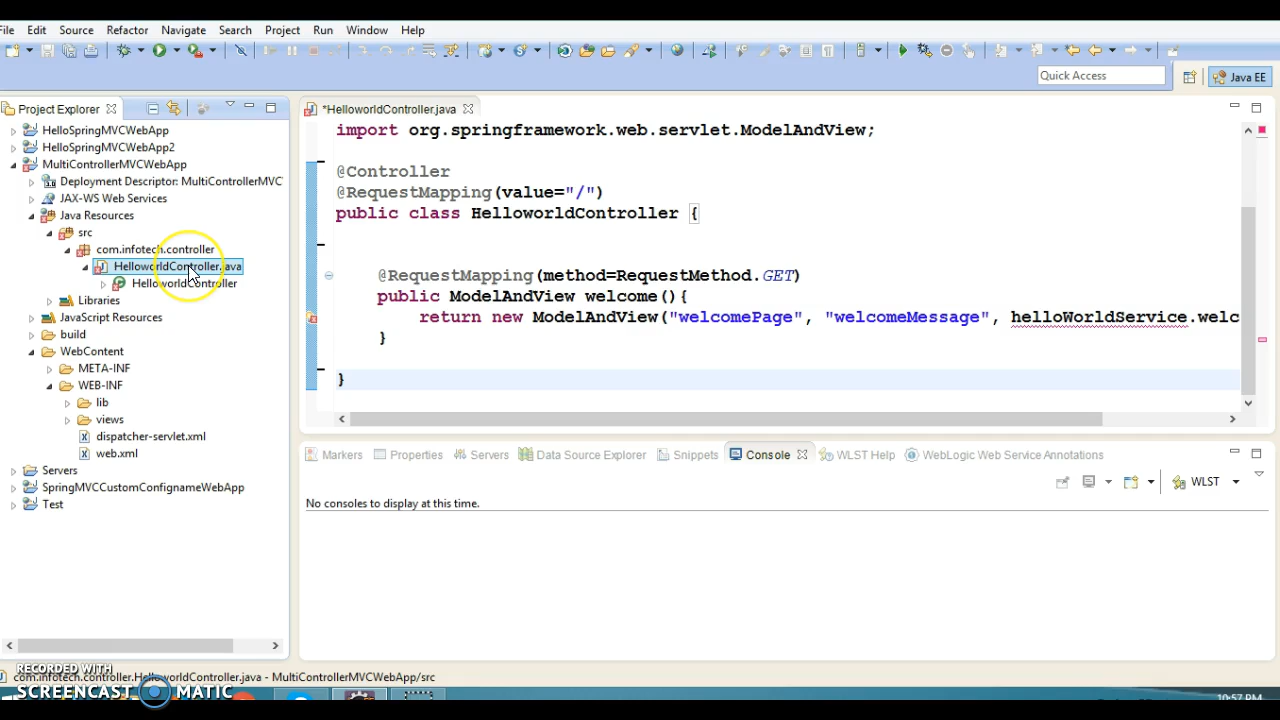 File Edit Source Refactor Navigate Search Project Run Window Help
Quick Access
Java EE
Project Explorer
HelloSpringMVCWebApp
HelloSpringMVCWebApp2
MultiControllerMVCWebApp
Deployment Descriptor: MultiControllerMVC
JAX-WS Web Services
Java Resources
src
com.infotech.controller
HelloworldController.java
HelloworldController
Libraries
JavaScript Resources
build
WebContent
META-INF
WEB-INF
lib
views
dispatcher-servlet.xml
web.xml
Servers
SpringMVCCustomConfignameWebApp
Test
*HelloworldController.java
import org.springframework.web.servlet.ModelAndView;
@Controller
@RequestMapping(value="/")
public class HelloworldController {
@RequestMapping(method=RequestMethod.GET)
public ModelAndView welcome(){
return new ModelAndView("welcomePage", "welcomeMessage", helloWorldService.welc
}
}
Markers Properties Servers Data Source Explorer Snippets Console WLST Help WebLogic Web Service Annotations
WLST
No consoles to display at this time.
com.infotech.controller.HelloworldController.java - MultiControllerMVCWebApp/src
RECORDED WITH
SCREENCAST MATIC
10:57 PM